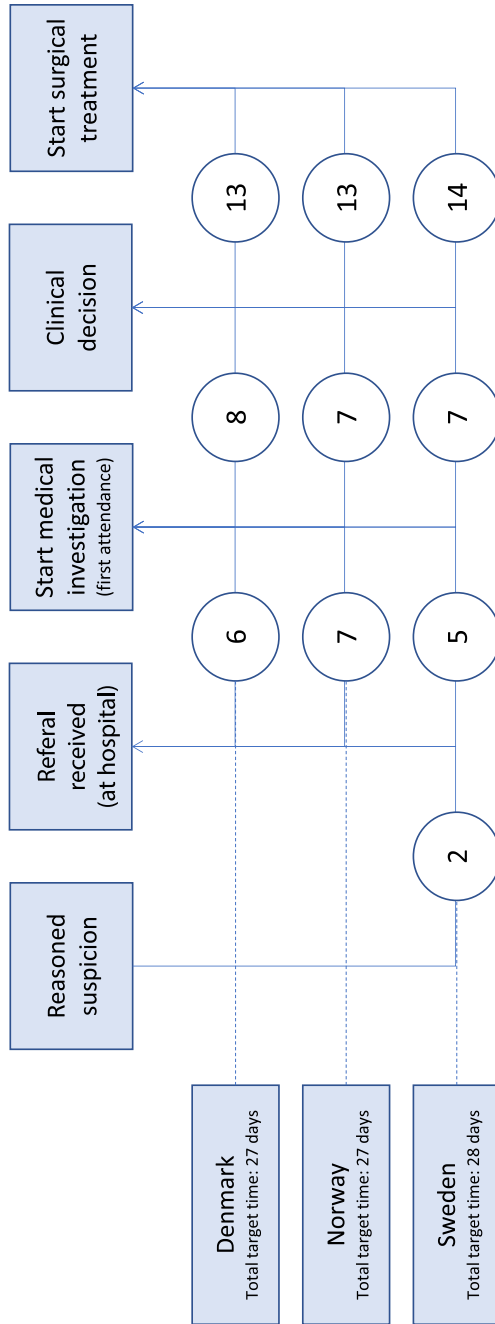 Reasoned
suspicion
Referal
received
(at hospital)
Start medical
investigation
(first attendance)
Clinical
decision
Start surgical
treatment
Denmark
Total target time: 27 days
6
8
13
Norway
Total target time: 27 days
7
7
13
Sweden
Total target time: 28 days
2
5
7
14